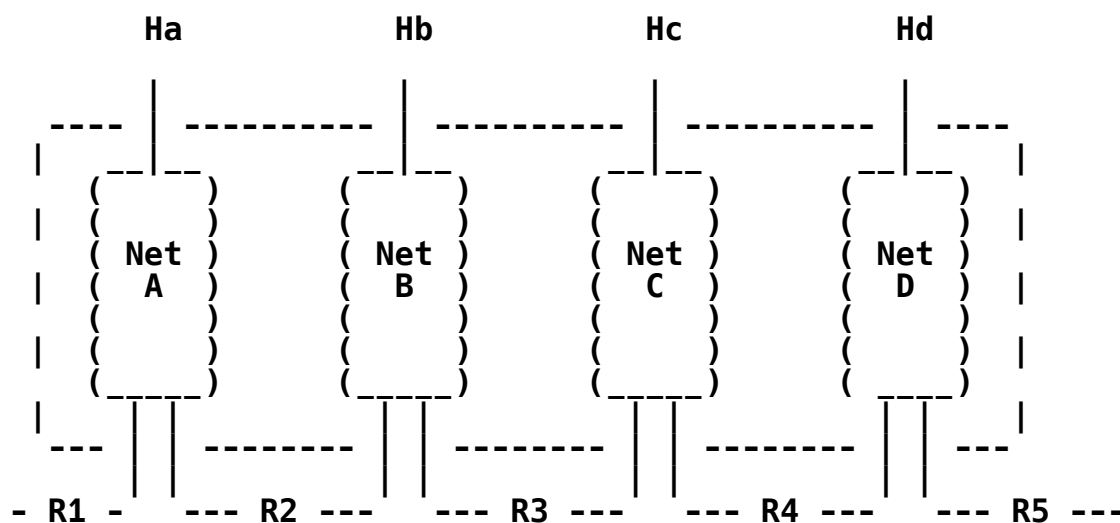 Ha Hb Hc Hd
Net Net Net Net
A B C D
- R1 - --- R2 --- --- R3 --- --- R4 --- --- R5 ---